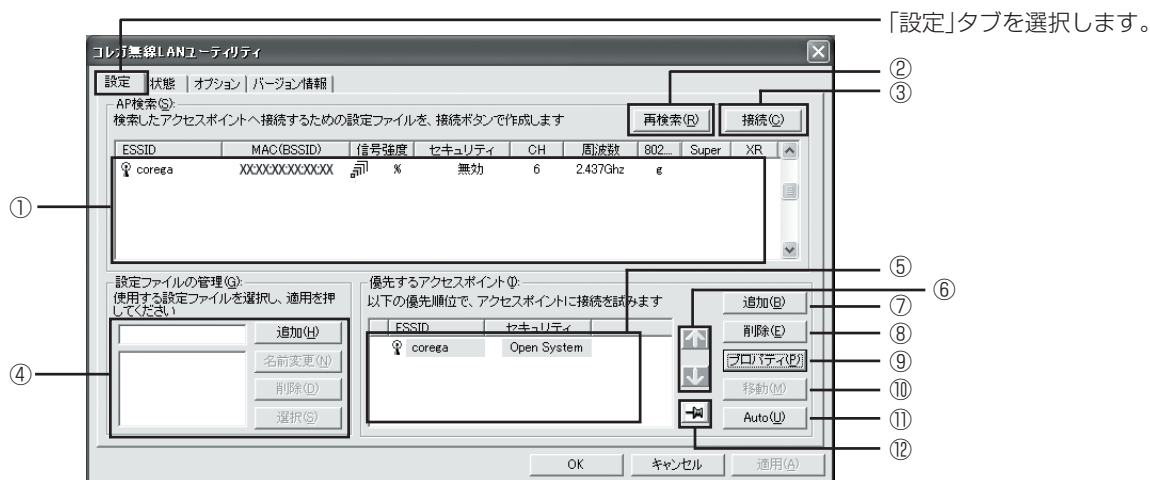 「設定」タブを選択します。
コレガ無線LANユーティリティ
設定 状態 オプション バージョン情報
②
③
AP検索(S):
検索したアクセスポイントへ接続するための設定ファイルを、接続ボタンで作成します
再検索(R) 接続(C)
ESSID MAC(BSSID) 信号強度 セキュリティ CH 周波数 802... Super XR
corega XX:XX:XX:XX:XX:XX % 無効 6 2.437Ghz g
①
設定ファイルの管理(G):
使用する設定ファイルを選択し、適用を押してください
追加(H)
名前変更(N)
削除(D)
選択(S)
④
優先するアクセスポイント(I):
以下の優先順位で、アクセスポイントに接続を試みます
ESSID セキュリティ
corega Open System
⑤
⑥
追加(B) ⑦
削除(E) ⑧
プロパティ(P) ⑨
移動(M) ⑩
Auto(U) ⑪
⑫
OK キャンセル 適用(A)